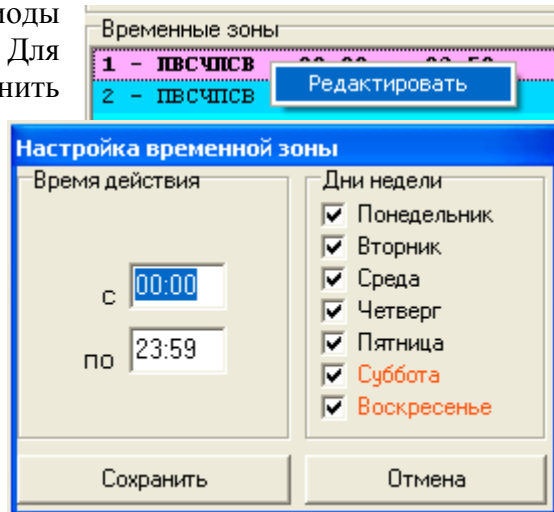 иоды
Для
нить
Временные зоны
1 - ПВСЧПСВ
Редактировать
2 - ПВСЧПСВ
Настройка временной зоны
Время действия
с 00:00
по 23:59
Дни недели
Понедельник
Вторник
Среда
Четверг
Пятница
Суббота
Воскресенье
Сохранить
Отмена